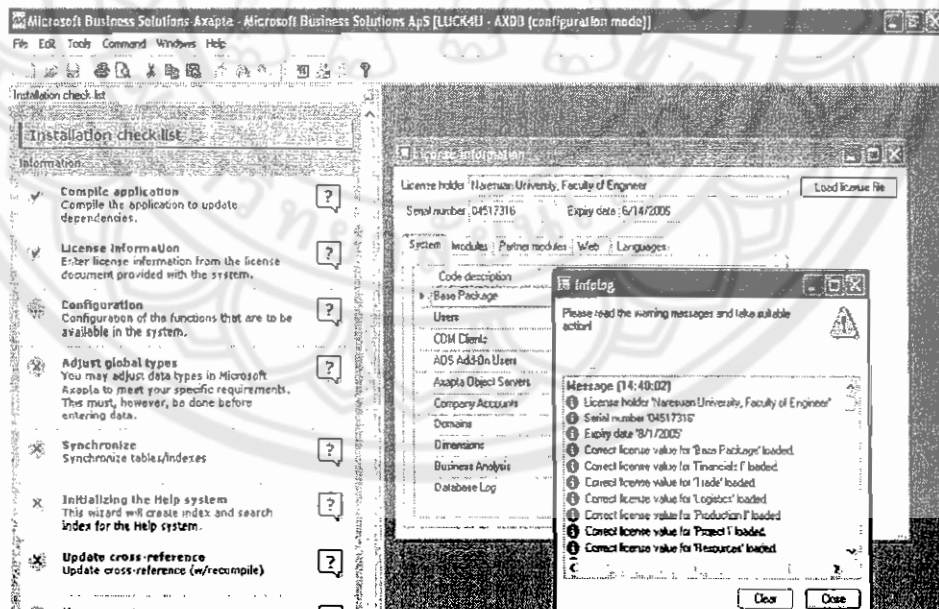 Microsoft Business Solutions-Axapta - Microsoft Business Solutions ApS [LUCK4U - AXDB (configuration mode)]
File Edit Tools Command Windows Help
Installation check list
Installation check list
Information
Compile application
Compile the application to update
dependencies.
License Information
Enter license information from the license
document provided with the system.
Configuration
Configuration of the functions that are to be
available in the system.
Adjust global types
You may adjust data types in Microsoft
Axapta to meet your specific requirements.
This must, however, be done before
entering data.
Synchronize
Synchronize tables/indexes
Initializing the Help system
This wizard will create index and search
index for the Help system.
Update cross-reference
Update cross-reference (w/recompile)
License information
License holder Naresuan University, Faculty of Engineer
Load license file
Serial number 04517316 Expiry date 6/14/2005
System Modules Partner modules Web Languages
Code description
Base Package
Users
COM Clients
AOS Add-On Users
Axapta Object Servers
Company Accounts
Domains
Dimensions
Business Analysis
Database Log
Infolog
Please read the warning messages and take suitable
action!
Message (14:40:02)
License holder 'Naresuan University, Faculty of Engineer'
Serial number '04517316'
Expiry date '8/1/2005'
Correct license value for 'Base Package' loaded.
Correct license value for 'Financials I' loaded.
Correct license value for 'Trade' loaded.
Correct license value for 'Logistics' loaded.
Correct license value for 'Production I' loaded.
Correct license value for 'Project I' loaded.
Correct license value for 'Resources' loaded.
Clear Close